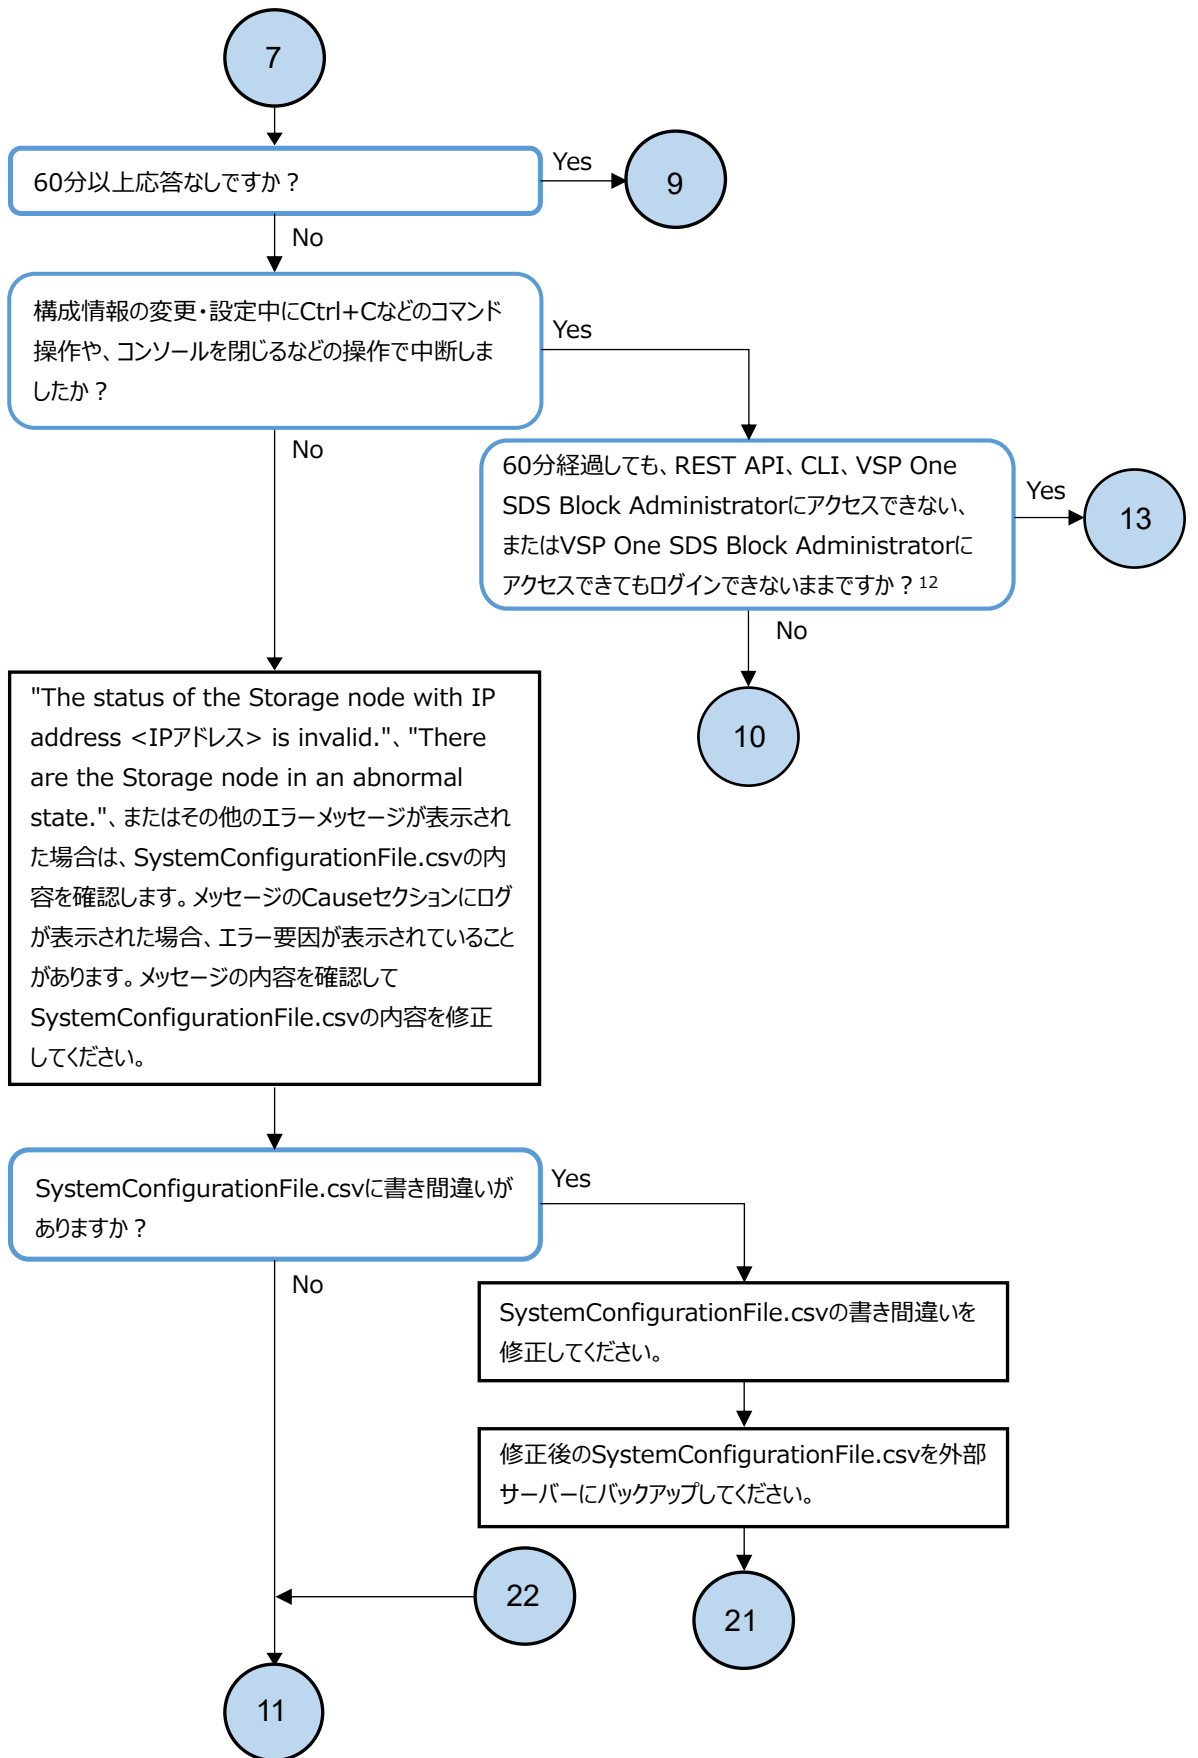 7
60分以上応答なしですか？
Yes
9
No
構成情報の変更・設定中にCtrl+Cなどのコマンド
操作や、コンソールを閉じるなどの操作で中断しま
したか？
Yes
No
60分経過しても、REST API、CLI、VSP One
SDS Block Administratorにアクセスできない、
またはVSP One SDS Block Administratorに
アクセスできてもログインできないままですか？12
Yes
13
No
10
"The status of the Storage node with IP
address <IPアドレス> is invalid."、"There
are the Storage node in an abnormal
state."、またはその他のエラーメッセージが表示され
た場合は、SystemConfigurationFile.csvの内
容を確認します。メッセージのCauseセクションにログ
が表示された場合、エラー要因が表示されていること
があります。メッセージの内容を確認して
SystemConfigurationFile.csvの内容を修正
してください。
SystemConfigurationFile.csvに書き間違いが
ありますか？
Yes
No
SystemConfigurationFile.csvの書き間違いを
修正してください。
修正後のSystemConfigurationFile.csvを外部
サーバーにバックアップしてください。
22
21
11